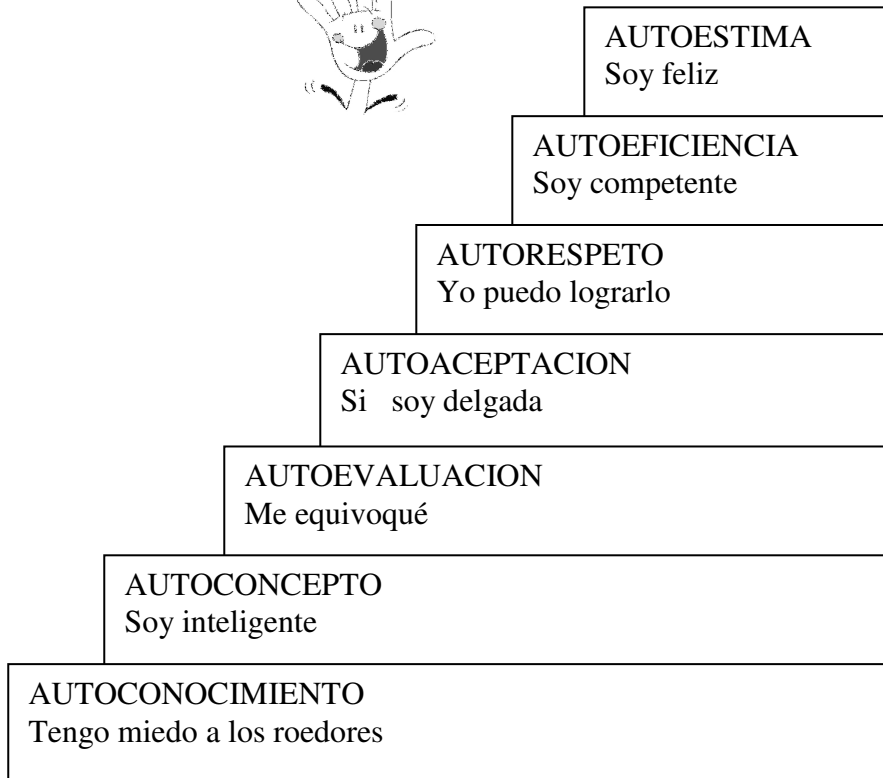 AUTOESTIMA
Soy feliz
AUTOEFICIENCIA
Soy competente
AUTORESPETO
Yo puedo lograrlo
AUTOACEPTACION
Si soy delgada
AUTOEVALUACION
Me equivoqué
AUTOCONCEPTO
Soy inteligente
AUTOCONOCIMIENTO
Tengo miedo a los roedores